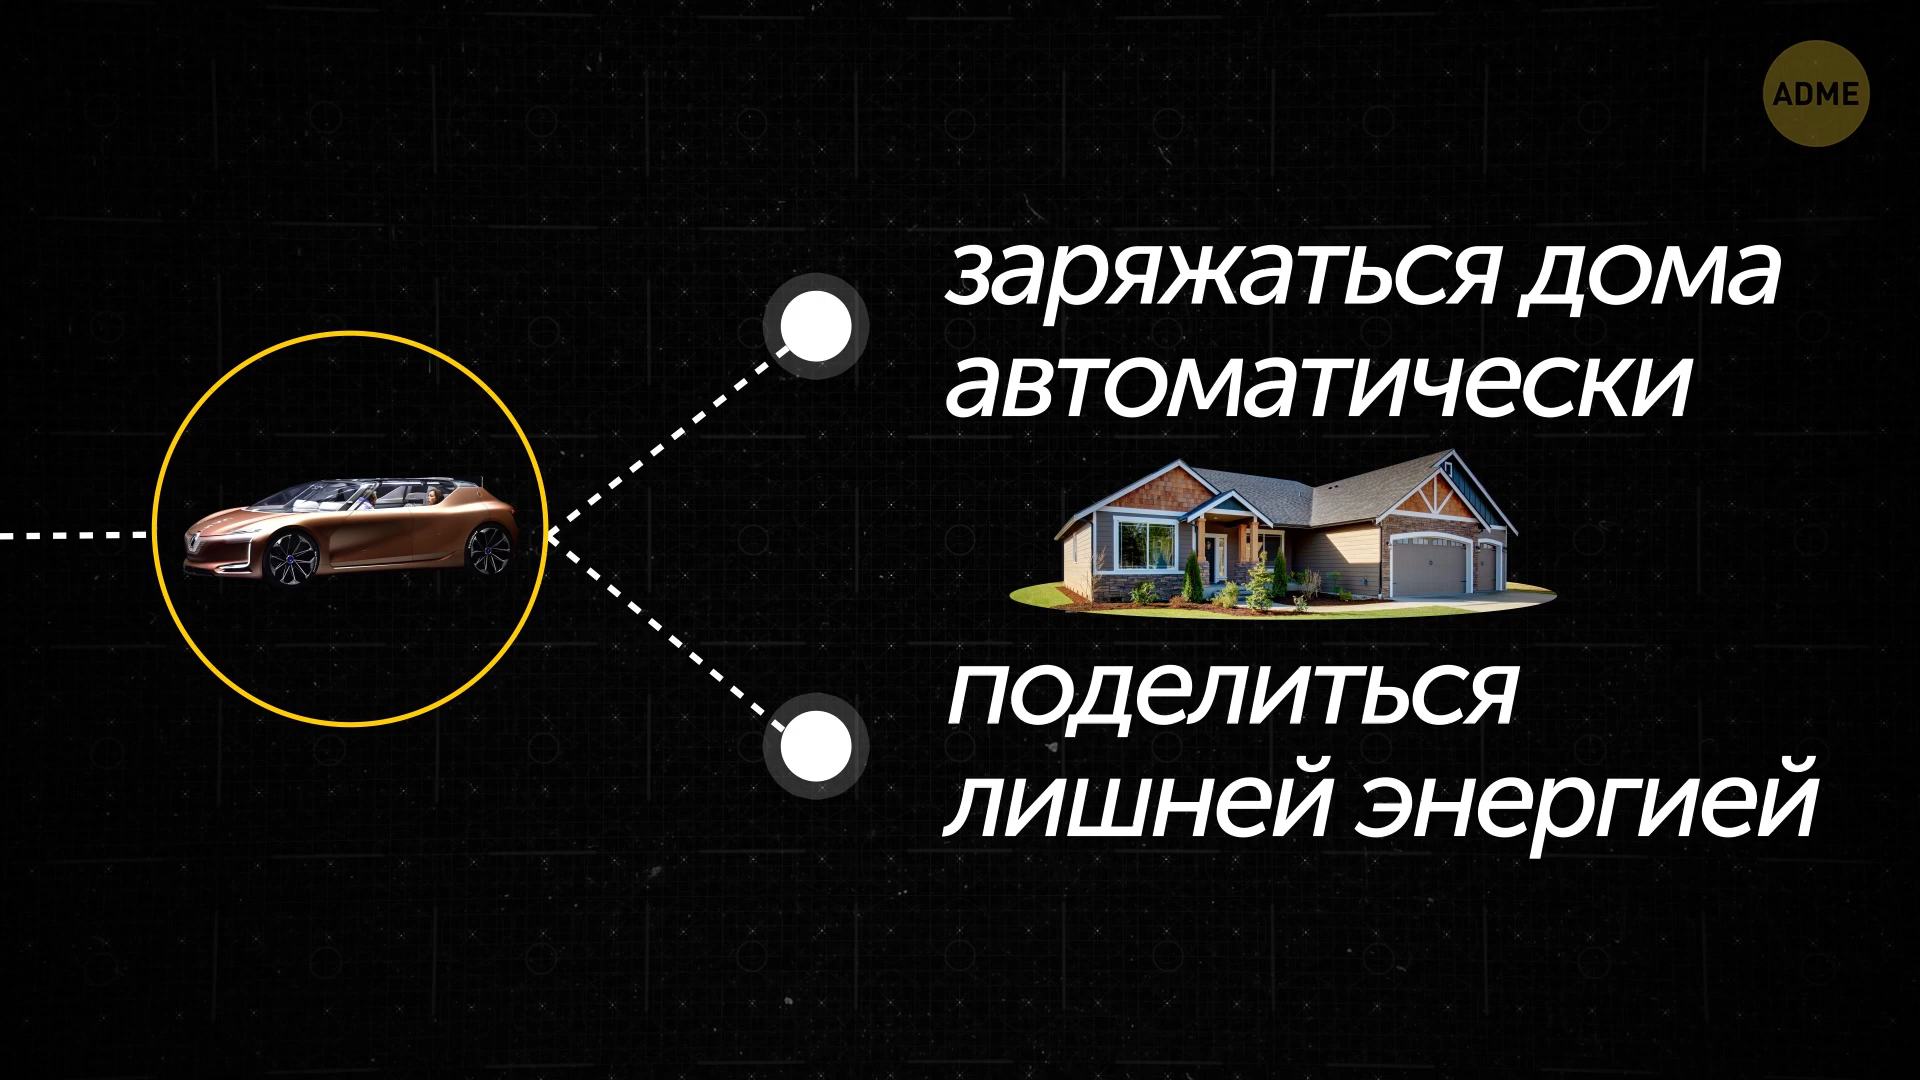 ADME
заряжаться дома
автоматически
поделиться
лишней энергией